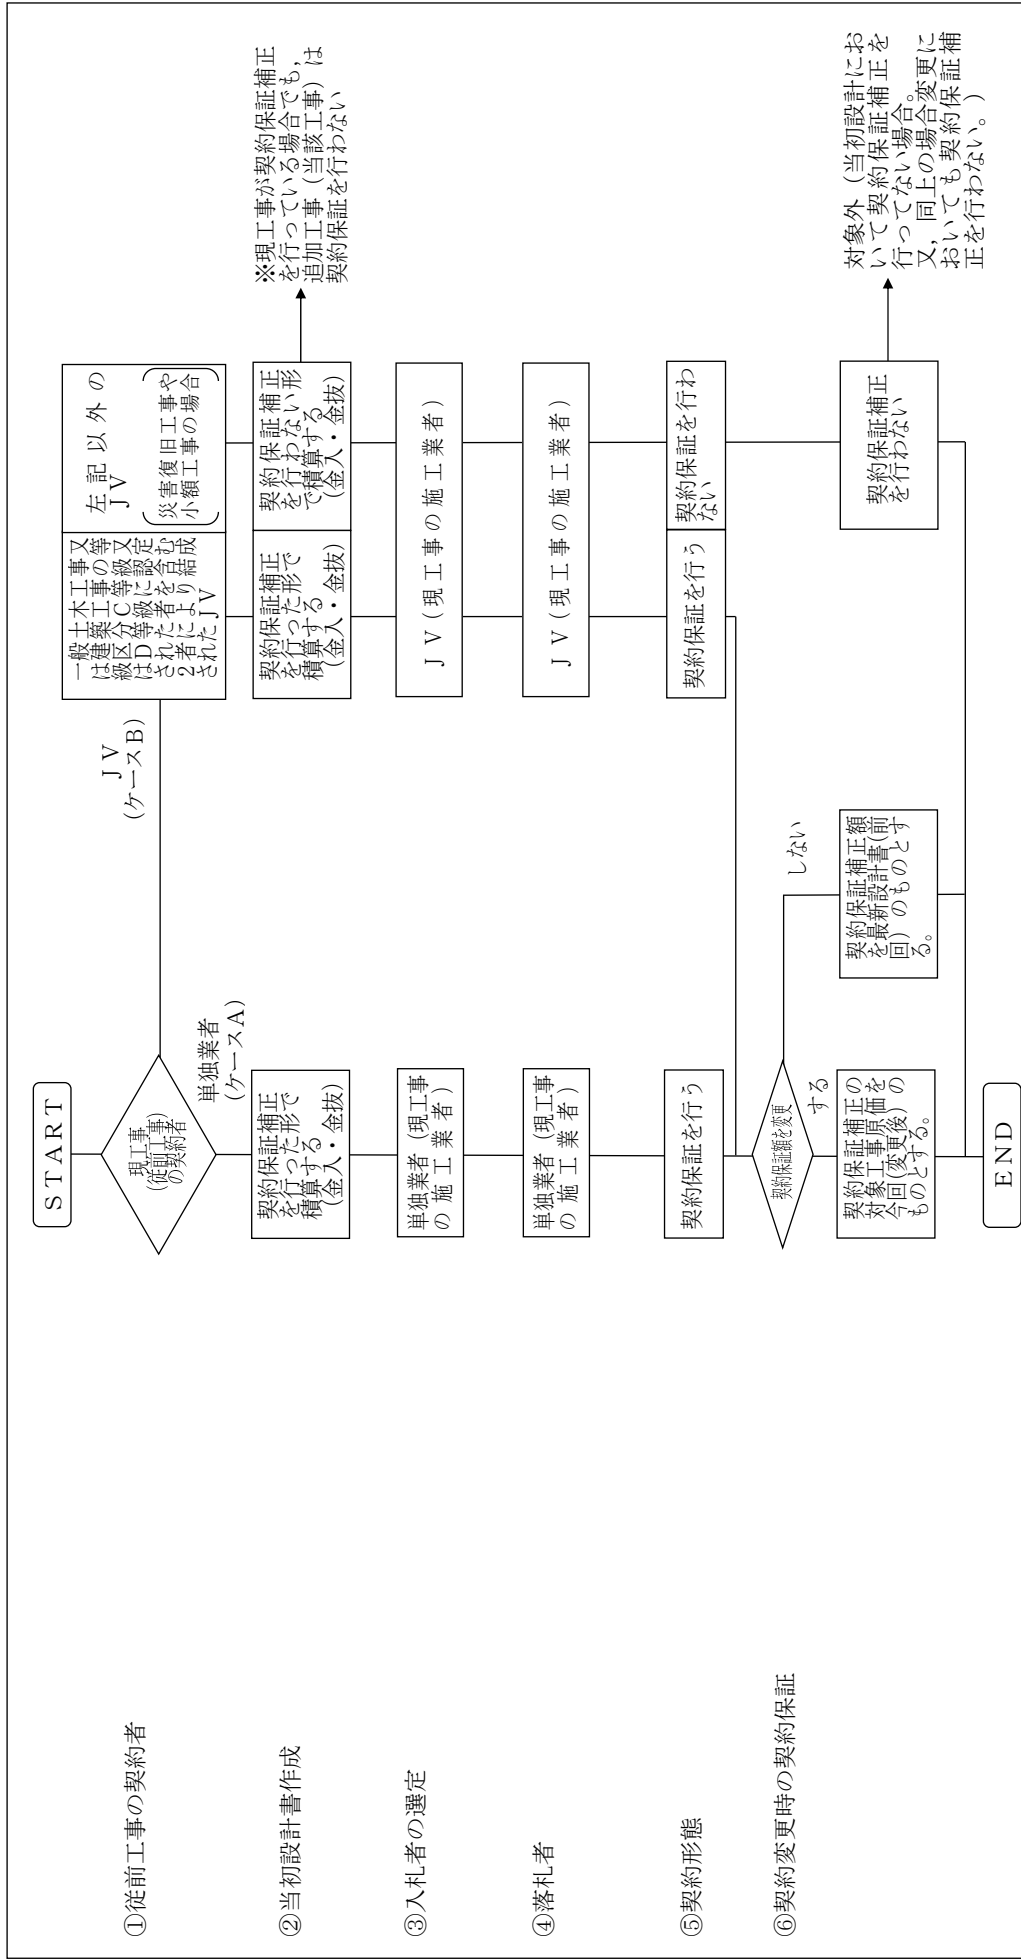 START
①従前工事の契約者
現工事
(従前工事)
の契約者
JV
(ケースB)
一般土木工事又
は建築工事の等
級区分C等級又
はD等級に認定
された者を含む
2者により結成
されたJV
左記以外の
JV
災害復旧工事や
小額工事の場合
単独業者
(ケースA)
②当初設計書作成
契約保証補正
を行った形で
積算する
(金入・金抜)
契約保証補正
を行った形で
積算する
(金入・金抜)
契約保証補正
を行わない形
で積算する
(金入・金抜)
※現工事が契約保証補正
を行っている場合でも,
追加工事(当該工事)は
契約保証を行わない
③入札者の選定
単独業者(現工事
の施工業者)
JV(現工事の施工業者)
④落札者
単独業者(現工事
の施工業者)
JV(現工事の施工業者)
⑤契約形態
契約保証を行う
契約保証を行う
契約保証を行わ
ない
⑥契約変更時の契約保証
契約保証額を変更
しない
する
契約保証補正の
対象工事原価を
今回(変更後)の
ものとする。
契約保証補正額
を最新設計書(前
回)のものとす
る。
契約保証補正
を行わない
対象外(当初設計にお
いて契約保証補正を
行ってない場合。
又,同上の場合変更に
おいても契約保証補
正を行わない。)
END